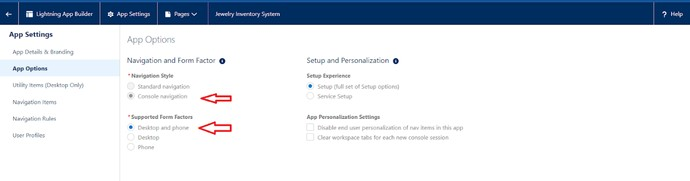 Lightning App Builder
App Settings
Pages
Jewelry Inventory System
Help
App Settings
App Details & Branding
App Options
Utility Items (Desktop Only)
Navigation Items
Navigation Rules
User Profiles
App Options
Navigation and Form Factor
*Navigation Style
Standard navigation
Console navigation
*Supported Form Factors
Desktop and phone
Desktop
Phone
Setup and Personalization
Setup Experience
Setup (full set of Setup options)
Service Setup
App Personalization Settings
Disable end user personalization of nav items in this app
Clear workspace tabs for each new console session